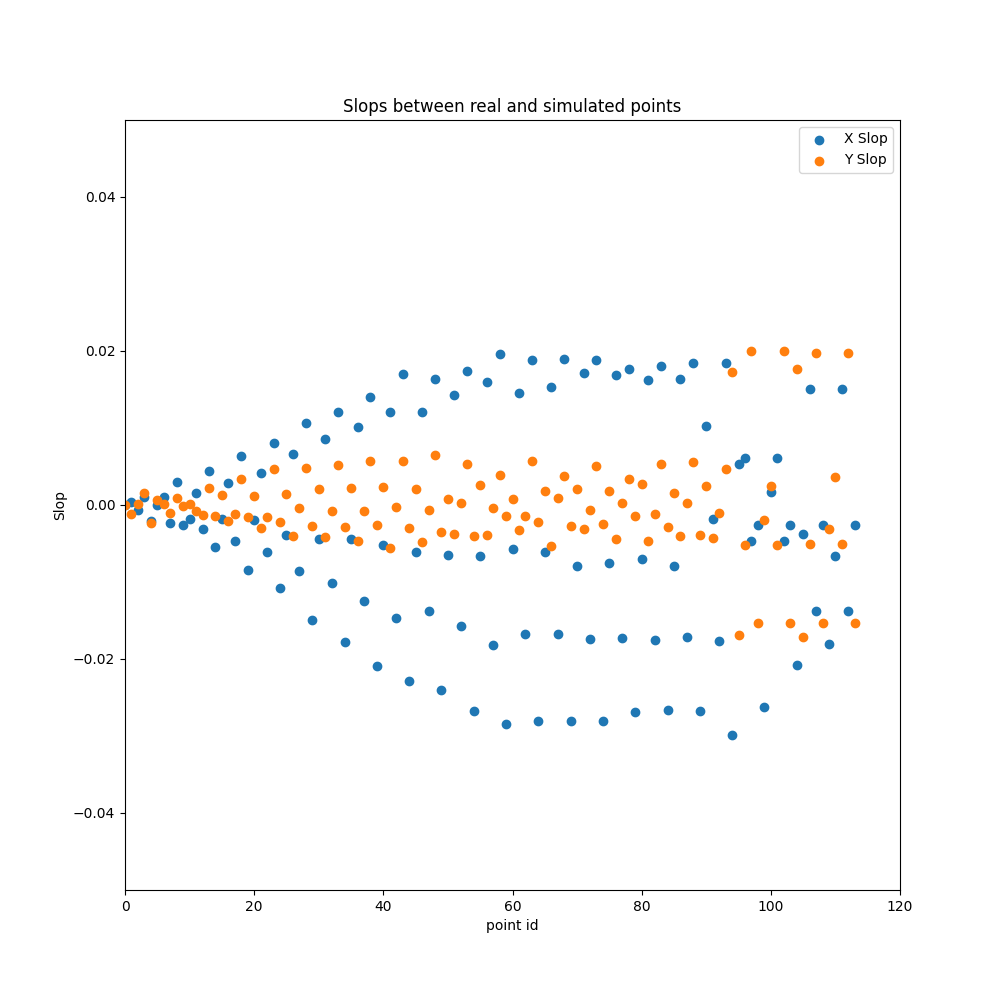 Slops between real and simulated points
X Slop
Y Slop
0.04
0.02
0.00
−0.02
−0.04
Slop
0 20 40 60 80 100 120
point id